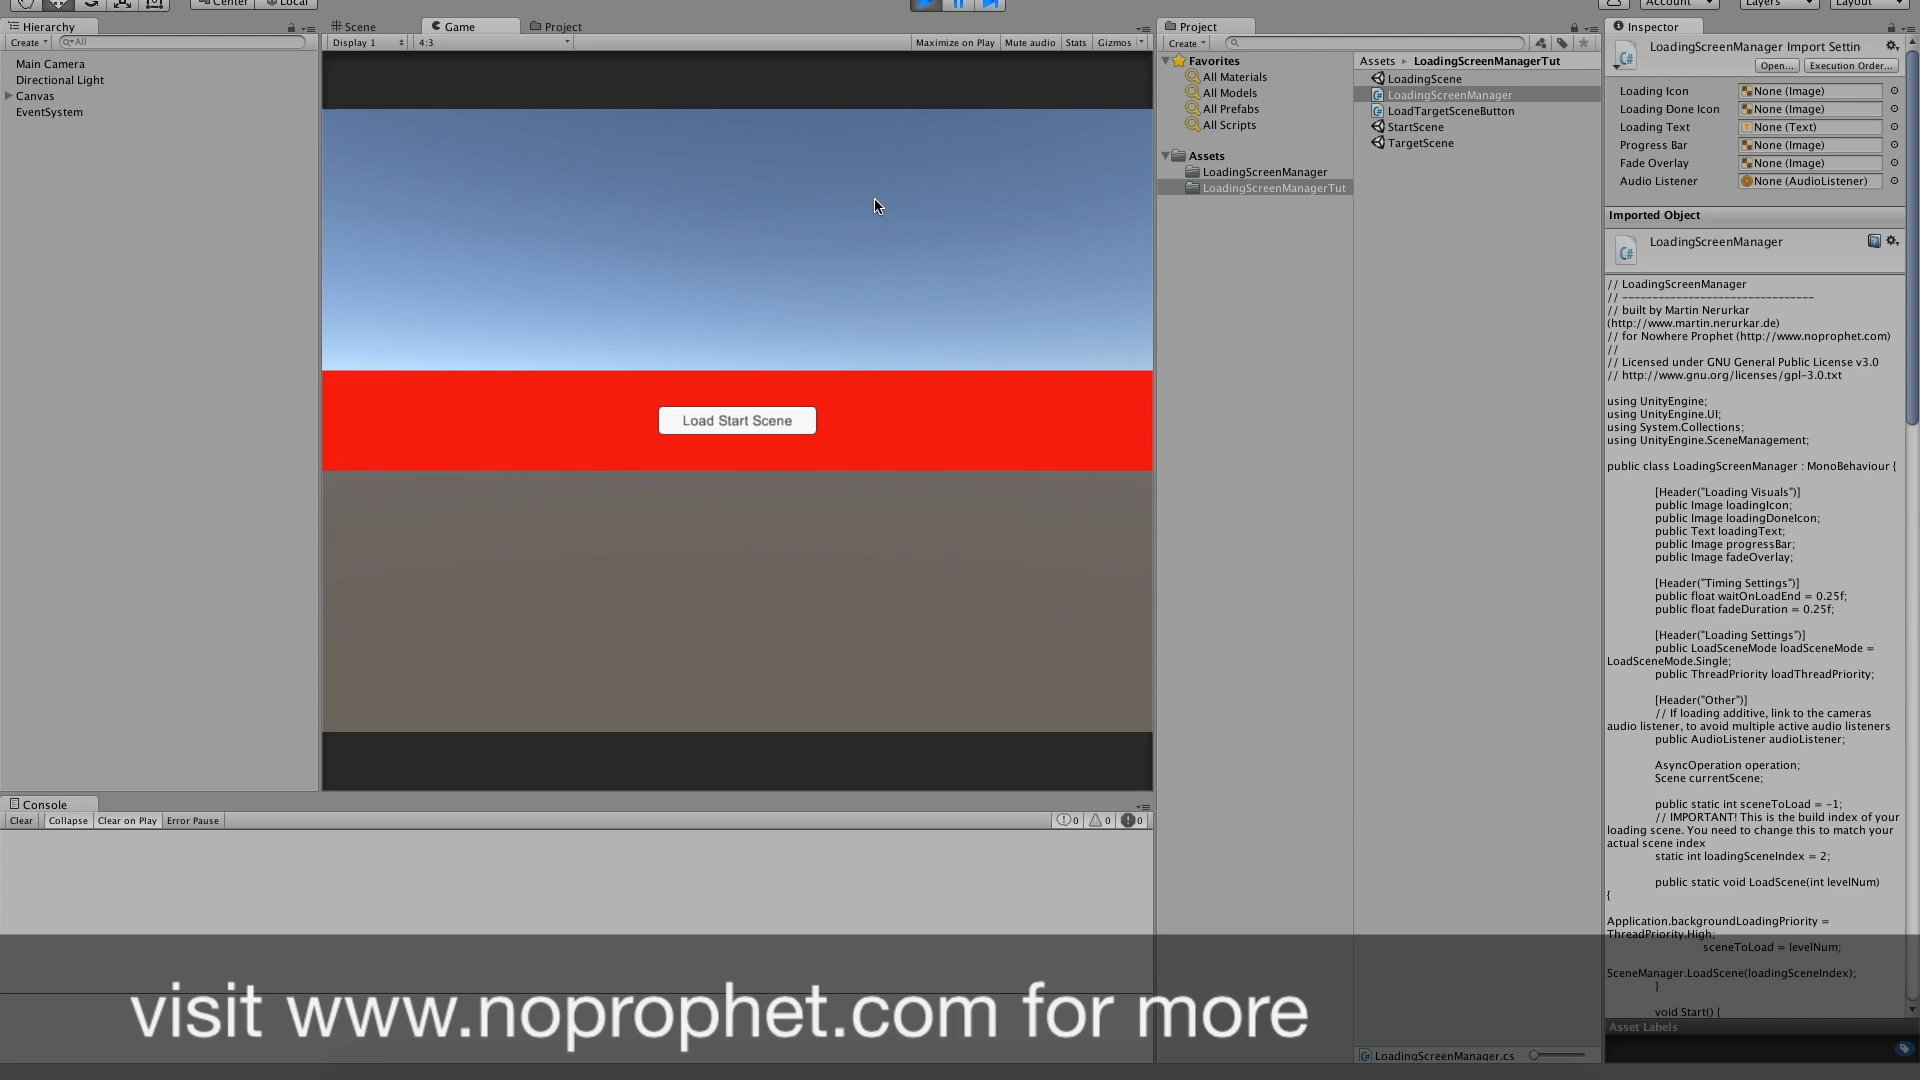 Center
Local
Account
Layers
Layout
Hierarchy
Create
All
Main Camera
Directional Light
Canvas
EventSystem
Scene
Game
Project
Display 1
4:3
Maximize on Play
Mute audio
Stats
Gizmos
Load Start Scene
Console
Clear
Collapse
Clear on Play
Error Pause
0
0
0
Project
Create
Favorites
All Materials
All Models
All Prefabs
All Scripts
Assets
LoadingScreenManager
LoadingScreenManagerTut
Assets
LoadingScreenManagerTut
LoadingScene
LoadingScreenManager
LoadTargetSceneButton
StartScene
TargetScene
LoadingScreenManager.cs
Inspector
LoadingScreenManager Import Settin
Open...
Execution Order...
Loading Icon
None (Image)
Loading Done Icon
None (Image)
Loading Text
None (Text)
Progress Bar
None (Image)
Fade Overlay
None (Image)
Audio Listener
None (AudioListener)
Imported Object
LoadingScreenManager
// LoadingScreenManager
// --------------------------------
// built by Martin Nerurkar
(http://www.martin.nerurkar.de)
// for Nowhere Prophet (http://www.noprophet.com)
//
// Licensed under GNU General Public License v3.0
// http://www.gnu.org/licenses/gpl-3.0.txt
using UnityEngine;
using UnityEngine.UI;
using System.Collections;
using UnityEngine.SceneManagement;
public class LoadingScreenManager : MonoBehaviour {
[Header("Loading Visuals")]
public Image loadingIcon;
public Image loadingDoneIcon;
public Text loadingText;
public Image progressBar;
public Image fadeOverlay;
[Header("Timing Settings")]
public float waitOnLoadEnd = 0.25f;
public float fadeDuration = 0.25f;
[Header("Loading Settings")]
public LoadSceneMode loadSceneMode =
LoadSceneMode.Single;
public ThreadPriority loadThreadPriority;
[Header("Other")]
// If loading additive, link to the cameras
audio listener, to avoid multiple active audio listeners
public AudioListener audioListener;
AsyncOperation operation;
Scene currentScene;
public static int sceneToLoad = -1;
// IMPORTANT! This is the build index of your
loading scene. You need to change this to match your
actual scene index
static int loadingSceneIndex = 2;
public static void LoadScene(int levelNum)
{
Application.backgroundLoadingPriority =
ThreadPriority.High;
sceneToLoad = levelNum;
SceneManager.LoadScene(loadingSceneIndex);
}
void Start() {
Asset Labels
visit www.noprophet.com for more